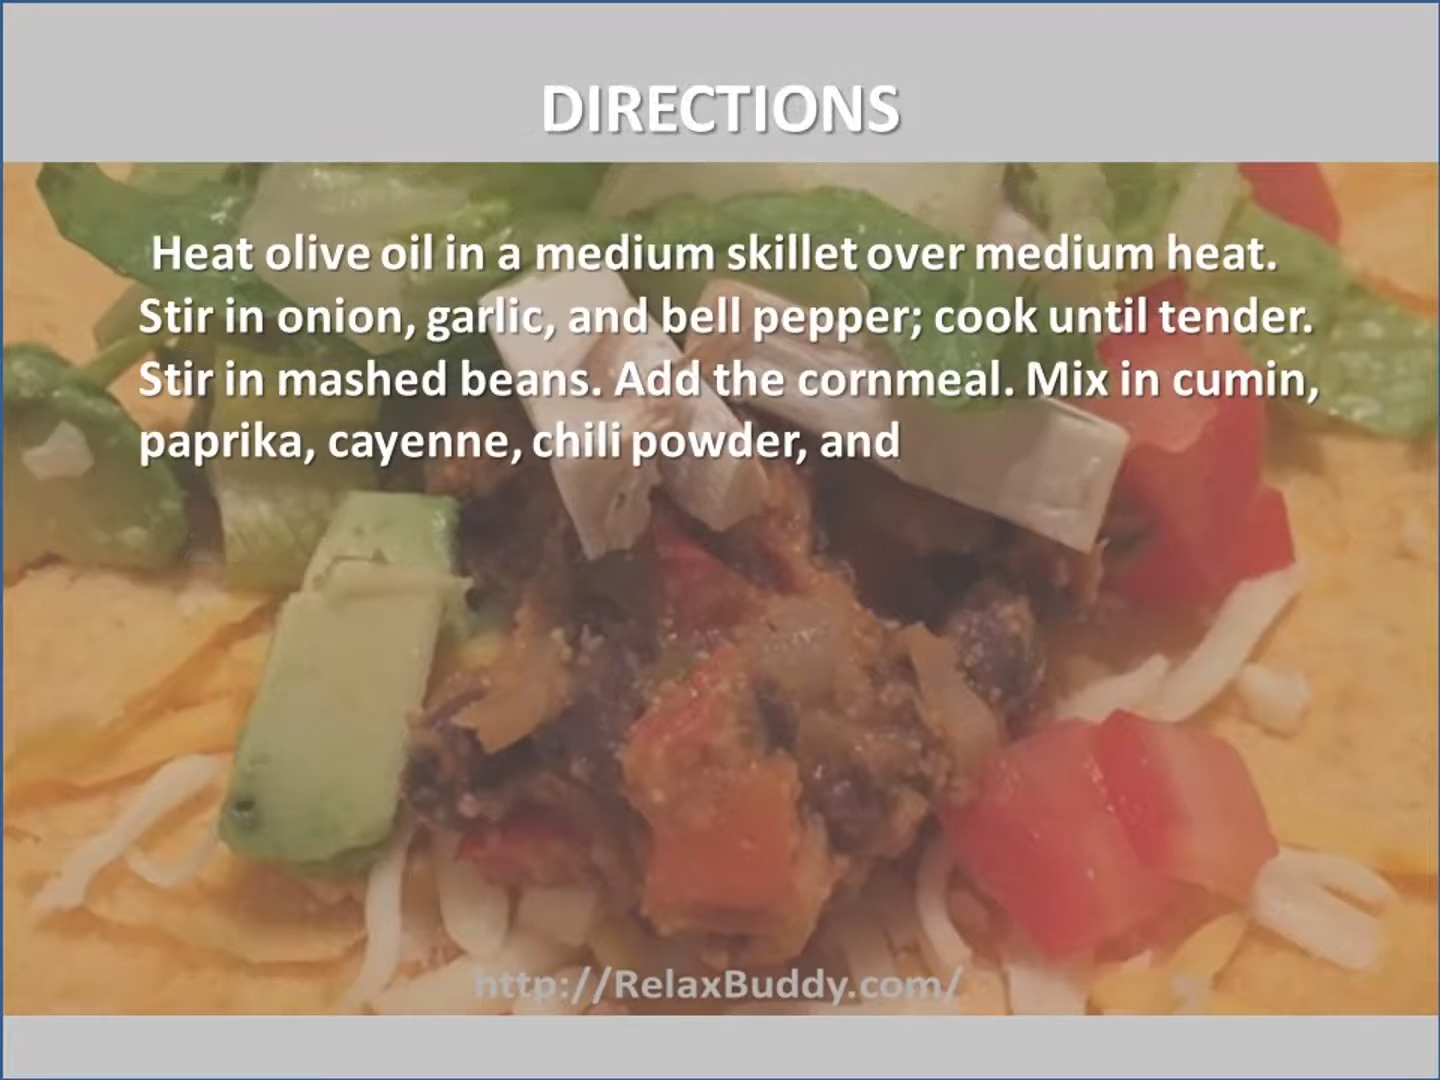 DIRECTIONS
Heat olive oil in a medium skillet over medium heat.
Stir in onion, garlic, and bell pepper; cook until tender.
Stir in mashed beans. Add the cornmeal. Mix in cumin,
paprika, cayenne, chili powder, and
http://RelaxBuddy.com/